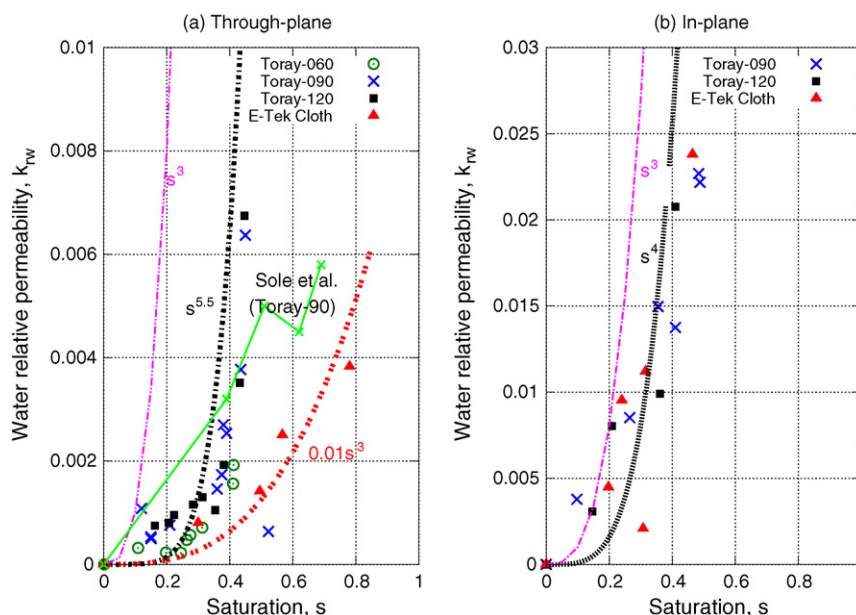 (a) Through-plane
(b) In-plane
0.01
0.008
0.006
0.004
0.002
0
0
0.2
0.4
0.6
0.8
1
Water relative permeability, k_rw
Saturation, s
Toray-060
Toray-090
Toray-120
E-Tek Cloth
s^3
s^5.5
Sole et al.
(Toray-90)
0.01s^3
0.03
0.025
0.02
0.015
0.01
0.005
0
0
0.2
0.4
0.6
0.8
Water relative permeability, k_rw
Saturation, s
Toray-090
Toray-120
E-Tek Cloth
s^3
s^4